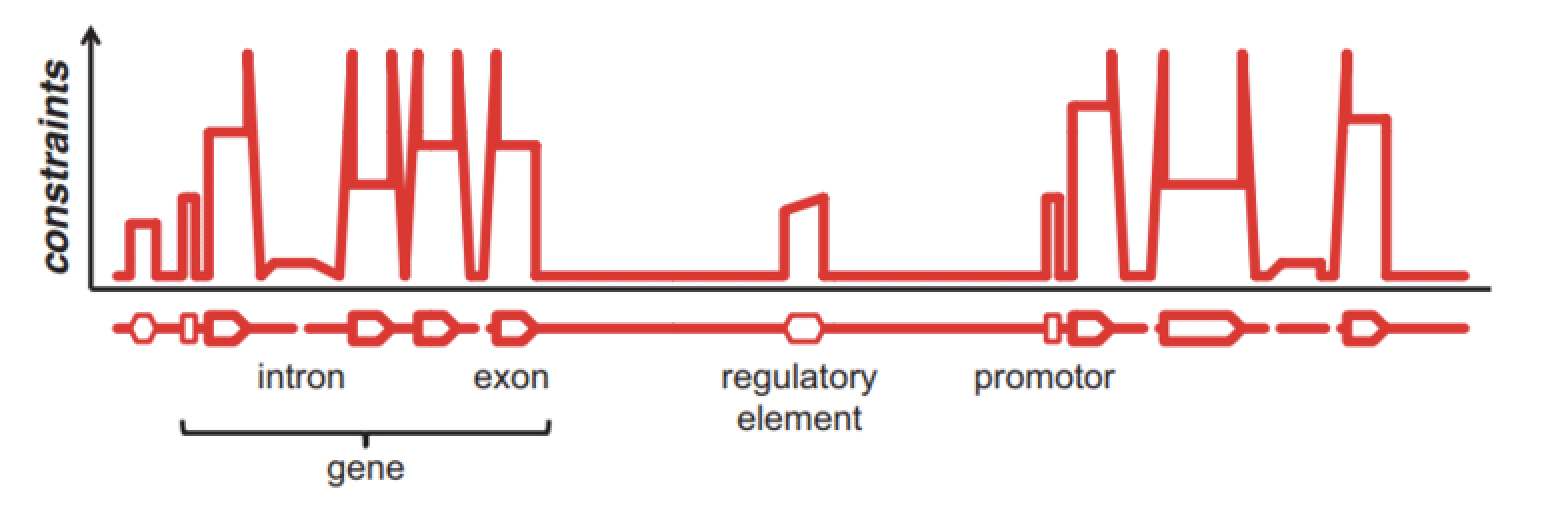 constraints
intron
exon
regulatory
element
promotor
gene